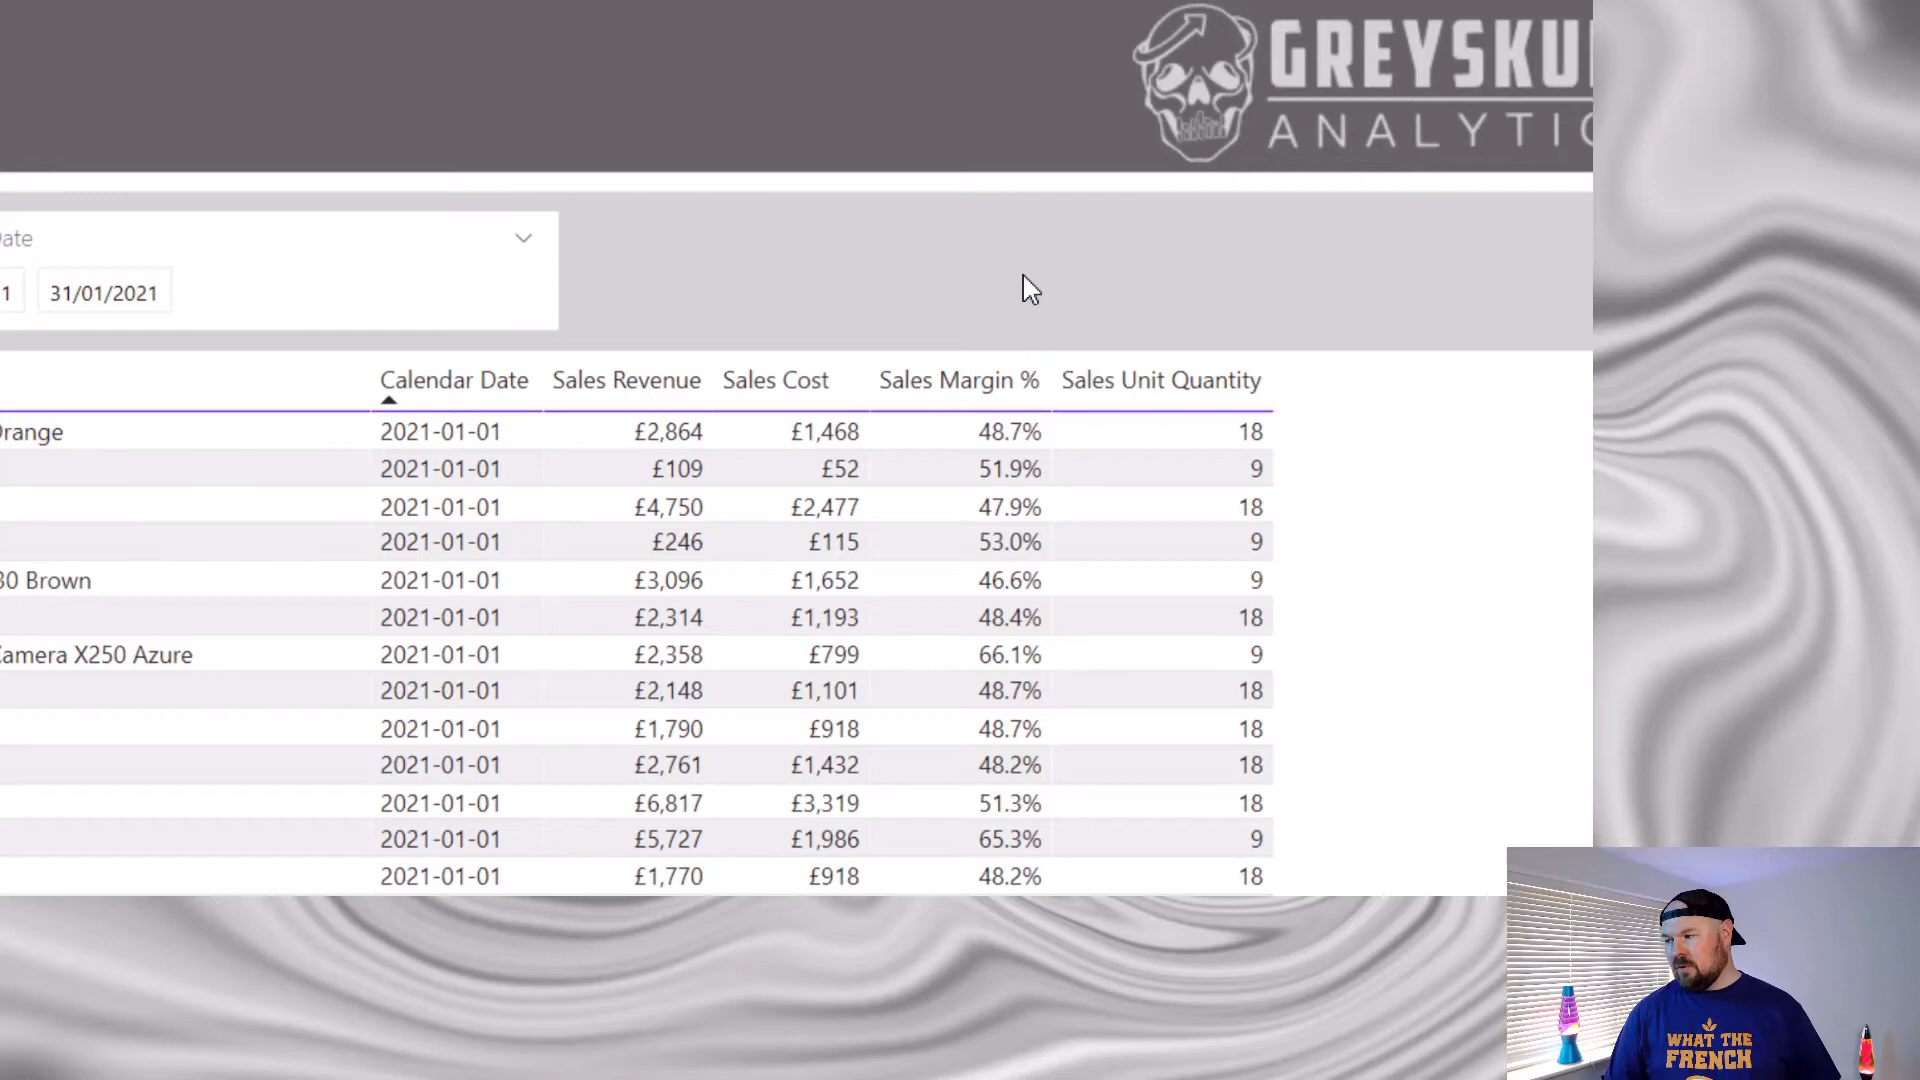 GREYSKU
ANALYTIC
Date
1 31/01/2021
Calendar Date Sales Revenue Sales Cost Sales Margin % Sales Unit Quantity
Orange 2021-01-01 £2,864 £1,468 48.7% 18
2021-01-01 £109 £52 51.9% 9
2021-01-01 £4,750 £2,477 47.9% 18
2021-01-01 £246 £115 53.0% 9
30 Brown 2021-01-01 £3,096 £1,652 46.6% 9
2021-01-01 £2,314 £1,193 48.4% 18
Camera X250 Azure 2021-01-01 £2,358 £799 66.1% 9
2021-01-01 £2,148 £1,101 48.7% 18
2021-01-01 £1,790 £918 48.7% 18
2021-01-01 £2,761 £1,432 48.2% 18
2021-01-01 £6,817 £3,319 51.3% 18
2021-01-01 £5,727 £1,986 65.3% 9
2021-01-01 £1,770 £918 48.2% 18
WHAT THE
FRENCH